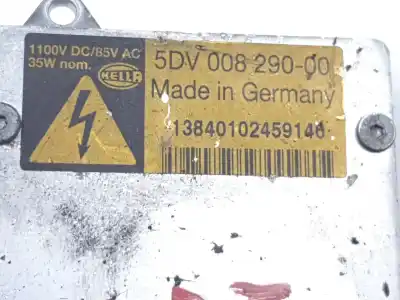 1100V DC/85V AC
35W nom.
HELLA
5DV 008 290-00
Made in Germany
13840102459140